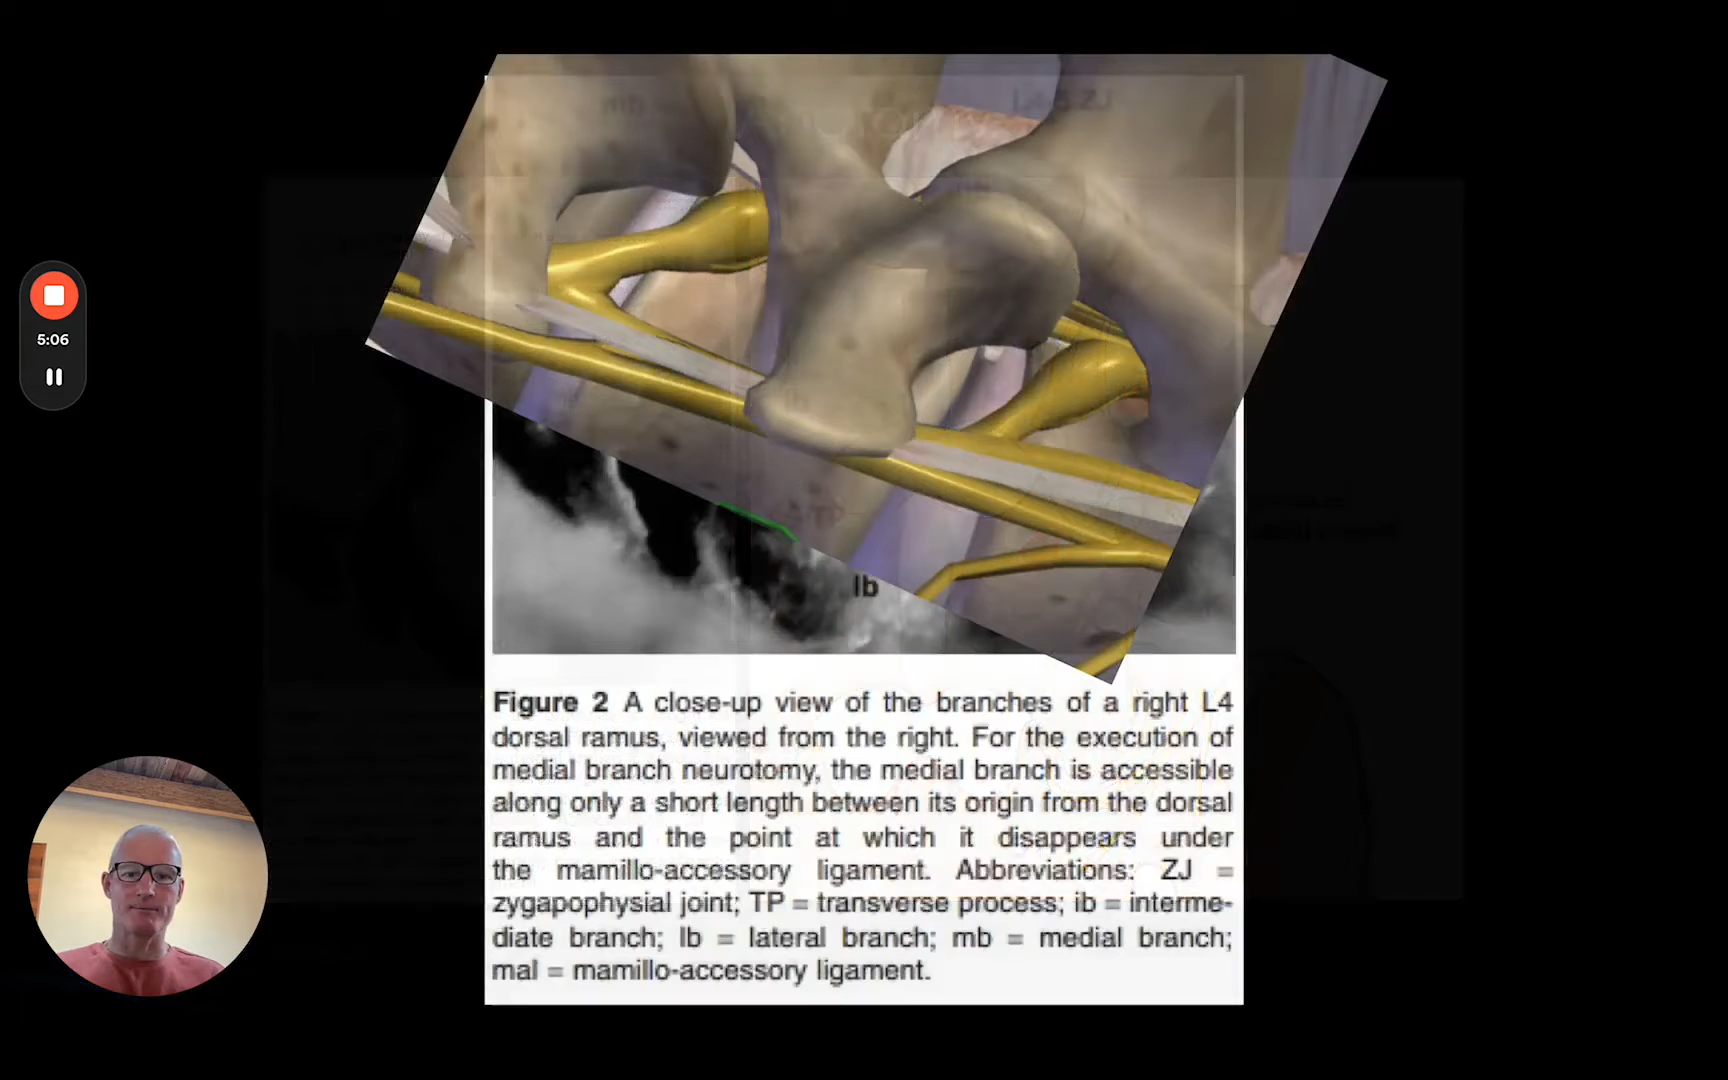 5:06
lb
Figure 2 A close-up view of the branches of a right L4
dorsal ramus, viewed from the right. For the execution of
medial branch neurotomy, the medial branch is accessible
along only a short length between its origin from the dorsal
ramus and the point at which it disappears under
the mamillo-accessory ligament. Abbreviations: ZJ =
zygapophysial joint; TP = transverse process; ib = interme-
diate branch; lb = lateral branch; mb = medial branch;
mal = mamillo-accessory ligament.